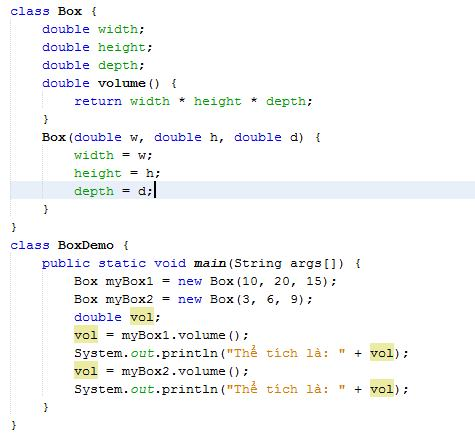 class Box {
double width;
double height;
double depth;
double volume() {
return width * height * depth;
}
Box(double w, double h, double d) {
width = w;
height = h;
depth = d;
}
}
class BoxDemo {
public static void main(String args[]) {
Box myBox1 = new Box(10, 20, 15);
Box myBox2 = new Box(3, 6, 9);
double vol;
vol = myBox1.volume();
System.out.println("Thể tích là: " + vol);
vol = myBox2.volume();
System.out.println("Thể tích là: " + vol);
}
}